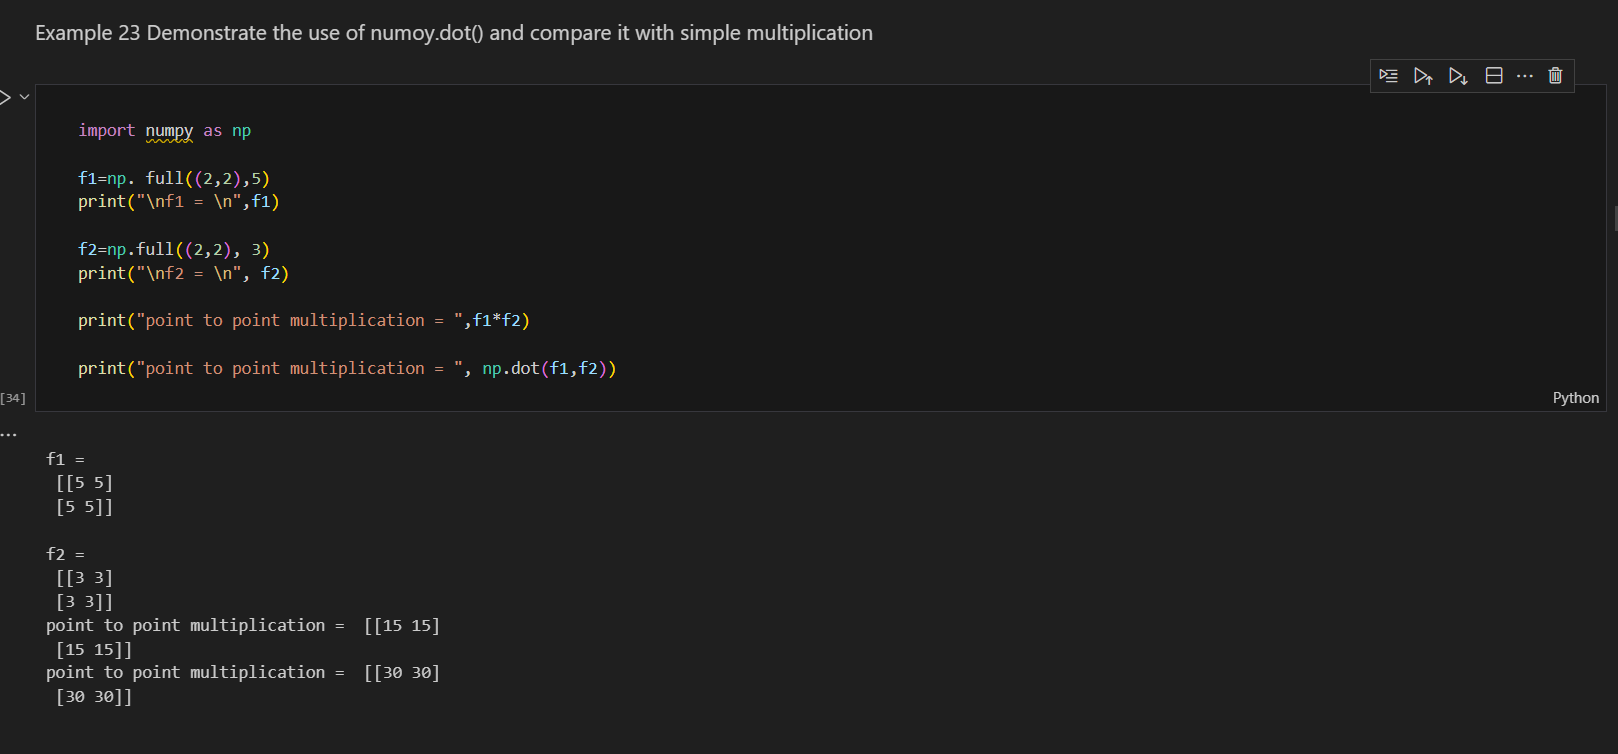 Example 23 Demonstrate the use of numoy.dot() and compare it with simple multiplication
import numpy as np
f1=np. full((2,2),5)
print("\nf1 = \n",f1)
f2=np.full((2,2), 3)
print("\nf2 = \n", f2)
print("point to point multiplication = ",f1*f2)
print("point to point multiplication = ", np.dot(f1,f2))
[34]
Python
f1 =
[[5 5]
[5 5]]
f2 =
[[3 3]
[3 3]]
point to point multiplication =  [[15 15]
[15 15]]
point to point multiplication =  [[30 30]
[30 30]]